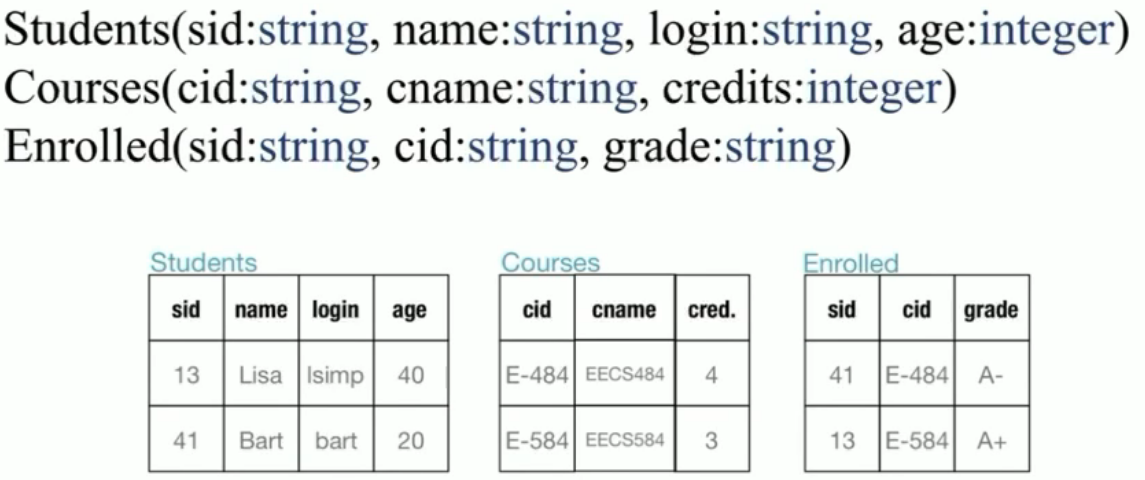 Students(sid:string, name:string, login:string, age:integer)
Courses(cid:string, cname:string, credits:integer)
Enrolled(sid:string, cid:string, grade:string)
Students
sid name login age
13 Lisa lsimp 40
41 Bart bart 20
Courses
cid cname cred.
E-484 EECS484 4
E-584 EECS584 3
Enrolled
sid cid grade
41 E-484 A-
13 E-584 A+